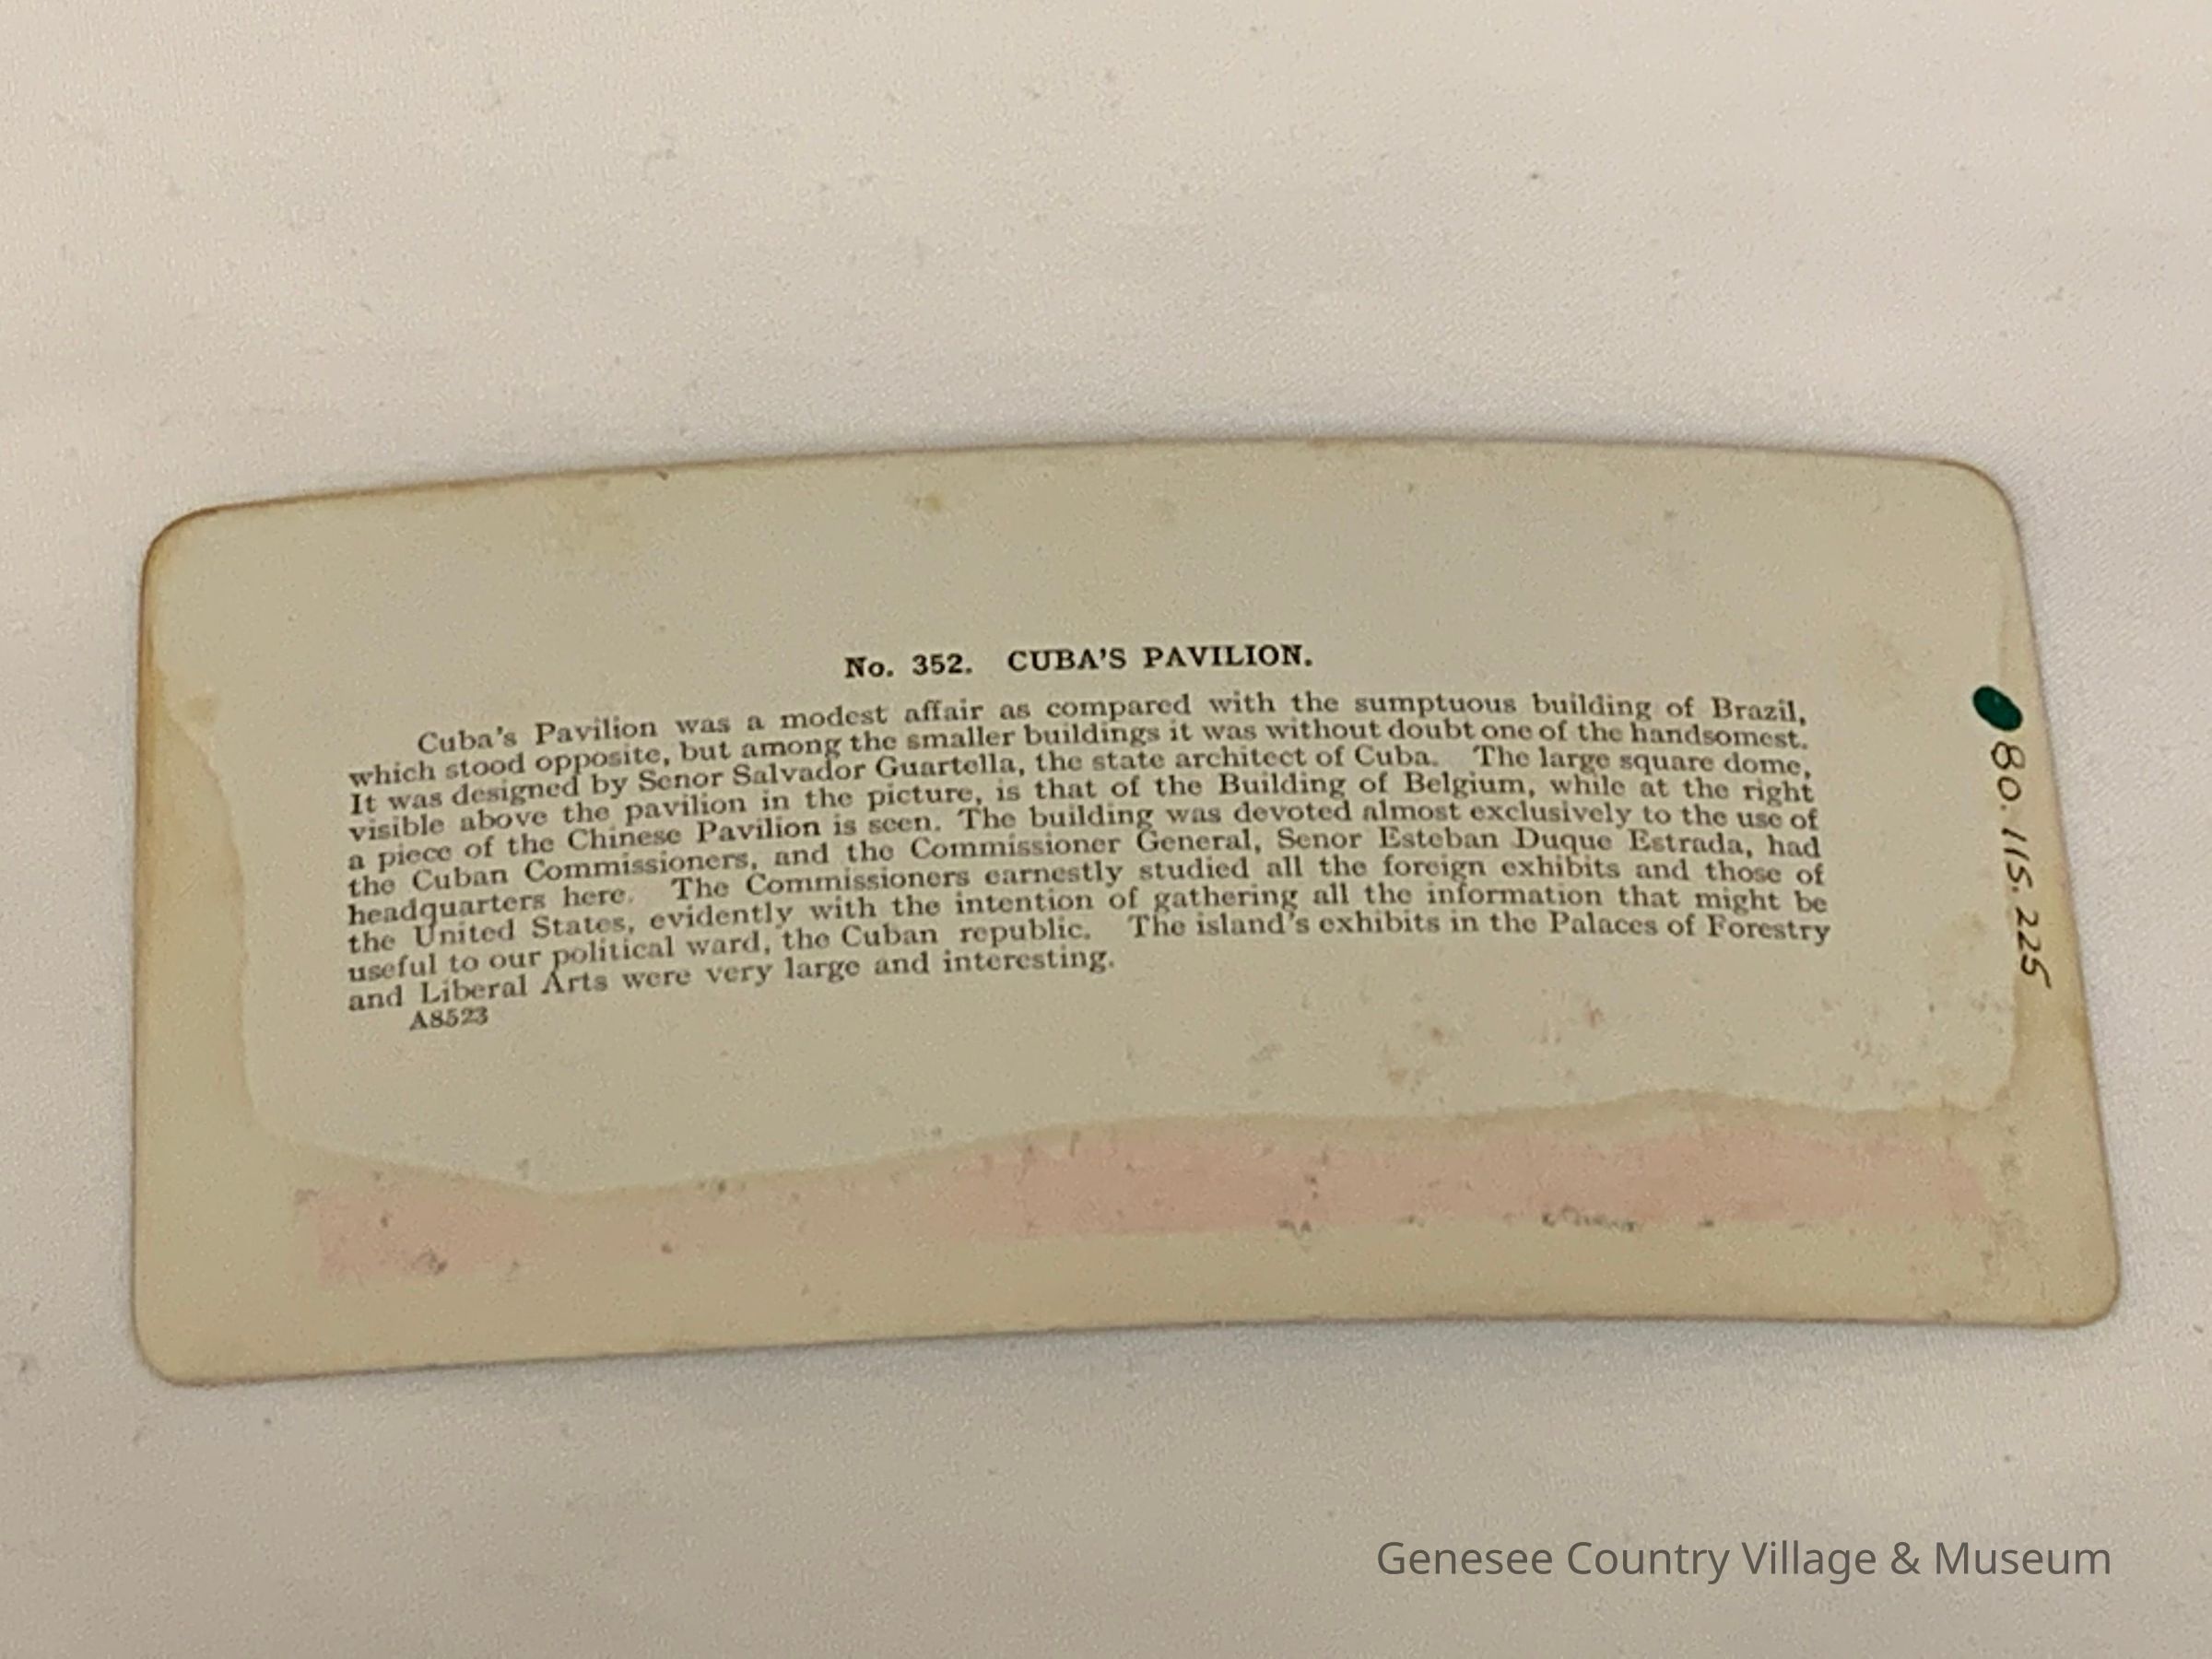 No. 352. CUBA'S PAVILION.
Cuba's Pavilion was a modest affair as compared with the sumptuous building of Brazil,
which stood opposite, but among the smaller buildings it was without doubt one of the handsomest.
It was designed by Senor Salvador Guartella, the state architect of Cuba. The large square dome,
visible above the pavilion in the picture, is that of the Building of Belgium, while at the right
a piece of the Chinese Pavilion is seen. The building was devoted almost exclusively to the use of
the Cuban Commissioners, and the Commissioner General, Senor Esteban Duque Estrada, had
headquarters here. The Commissioners earnestly studied all the foreign exhibits and those of
the United States, evidently with the intention of gathering all the information that might be
useful to our political ward, the Cuban republic. The island's exhibits in the Palaces of Forestry
and Liberal Arts were very large and interesting.
A8523
80.115.225
Genesee Country Village & Museum